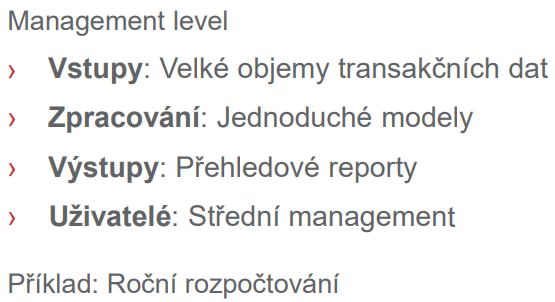 Management level
› Vstupy: Velké objemy transakčních dat
› Zpracování: Jednoduché modely
› Výstupy: Přehledové reporty
› Uživatelé: Střední management
Příklad: Roční rozpočtování